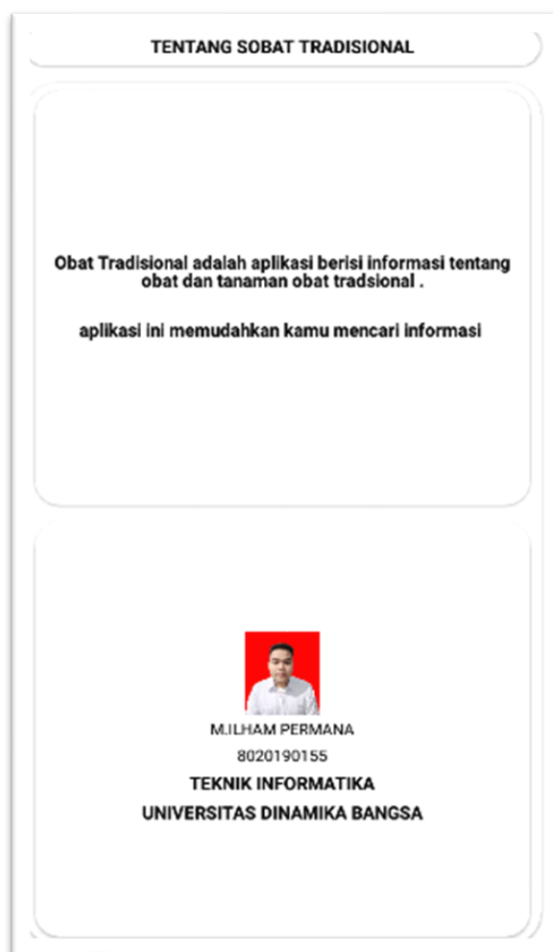 TENTANG SOBAT TRADISIONAL
Obat Tradisional adalah aplikasi berisi informasi tentang
obat dan tanaman obat tradsional .
aplikasi ini memudahkan kamu mencari informasi
M.ILHAM PERMANA
8020190155
TEKNIK INFORMATIKA
UNIVERSITAS DINAMIKA BANGSA